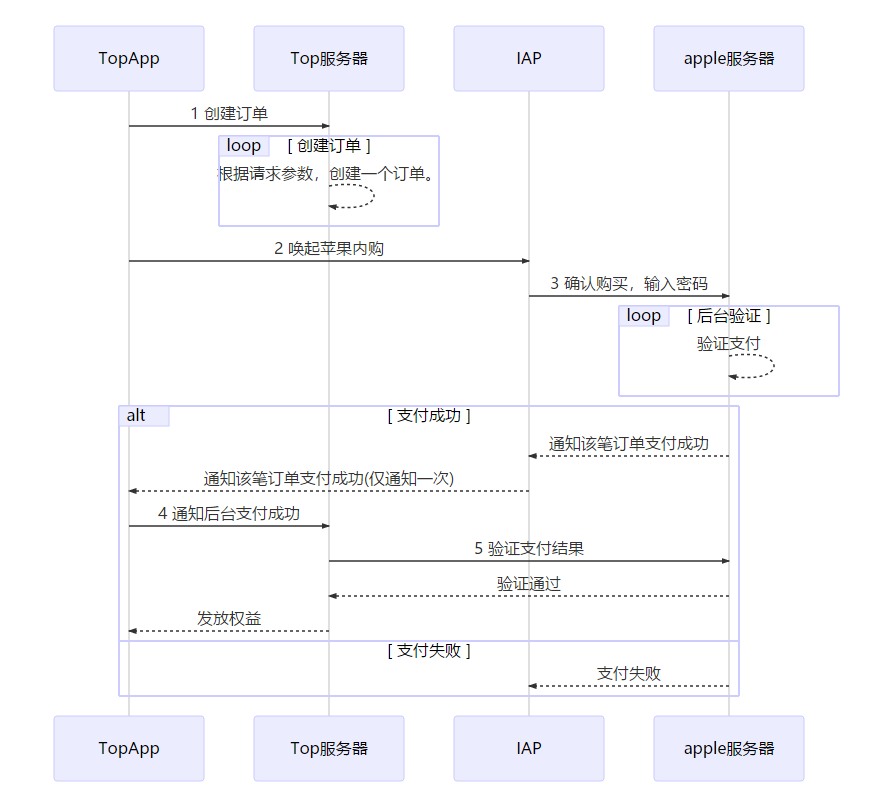 TopApp
Top服务器
IAP
apple服务器
1 创建订单
loop
[ 创建订单 ]
根据请求参数，创建一个订单。
2 唤起苹果内购
3 确认购买，输入密码
loop
[ 后台验证 ]
验证支付
alt
[ 支付成功 ]
通知该笔订单支付成功
通知该笔订单支付成功(仅通知一次)
4 通知后台支付成功
5 验证支付结果
验证通过
发放权益
[ 支付失败 ]
支付失败
TopApp
Top服务器
IAP
apple服务器